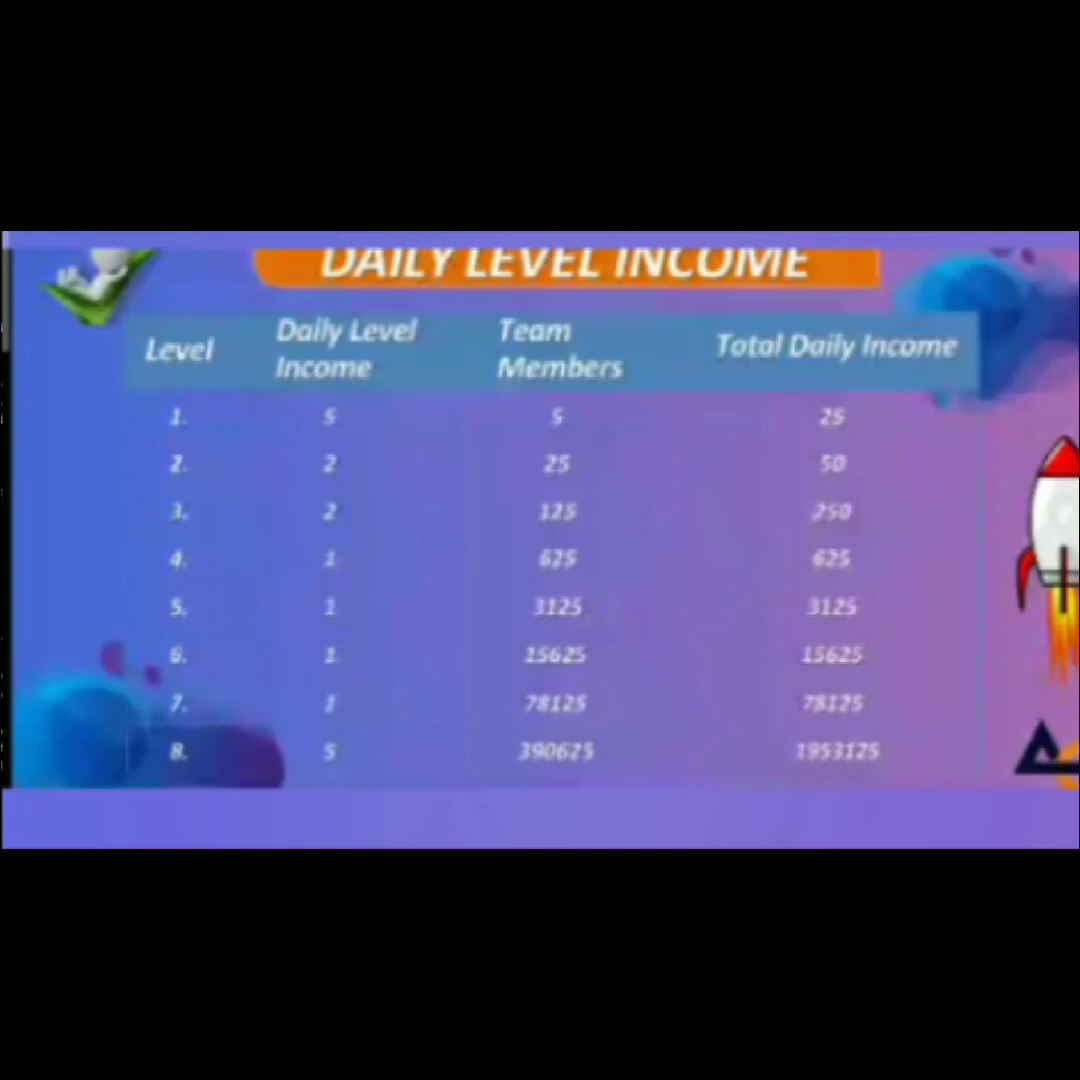 DAILY LEVEL INCOME
Level Daily Level Income Team Members Total Daily Income
1. 5 5 25
2. 2 25 50
3. 2 125 250
4. 1 625 625
5. 1 3125 3125
6. 1 15625 15625
7. 1 78125 78125
8. 5 390625 1953125